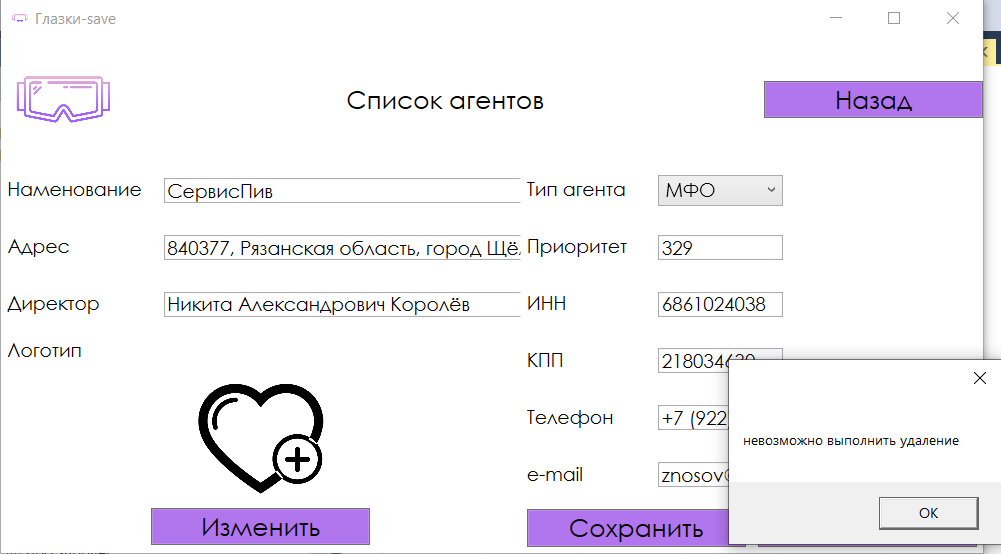 Глазки-save
Список агентов
Назад
Наменование
СервисПив
Тип агента
МФО
Адрес
840377, Рязанская область, город Щё
Приоритет
329
Директор
Никита Александрович Королёв
ИНН
6861024038
Логотип
КПП
Телефон
+7 (922
e-mail
znosov
невозможно выполнить удаление
OK
Изменить
Сохранить